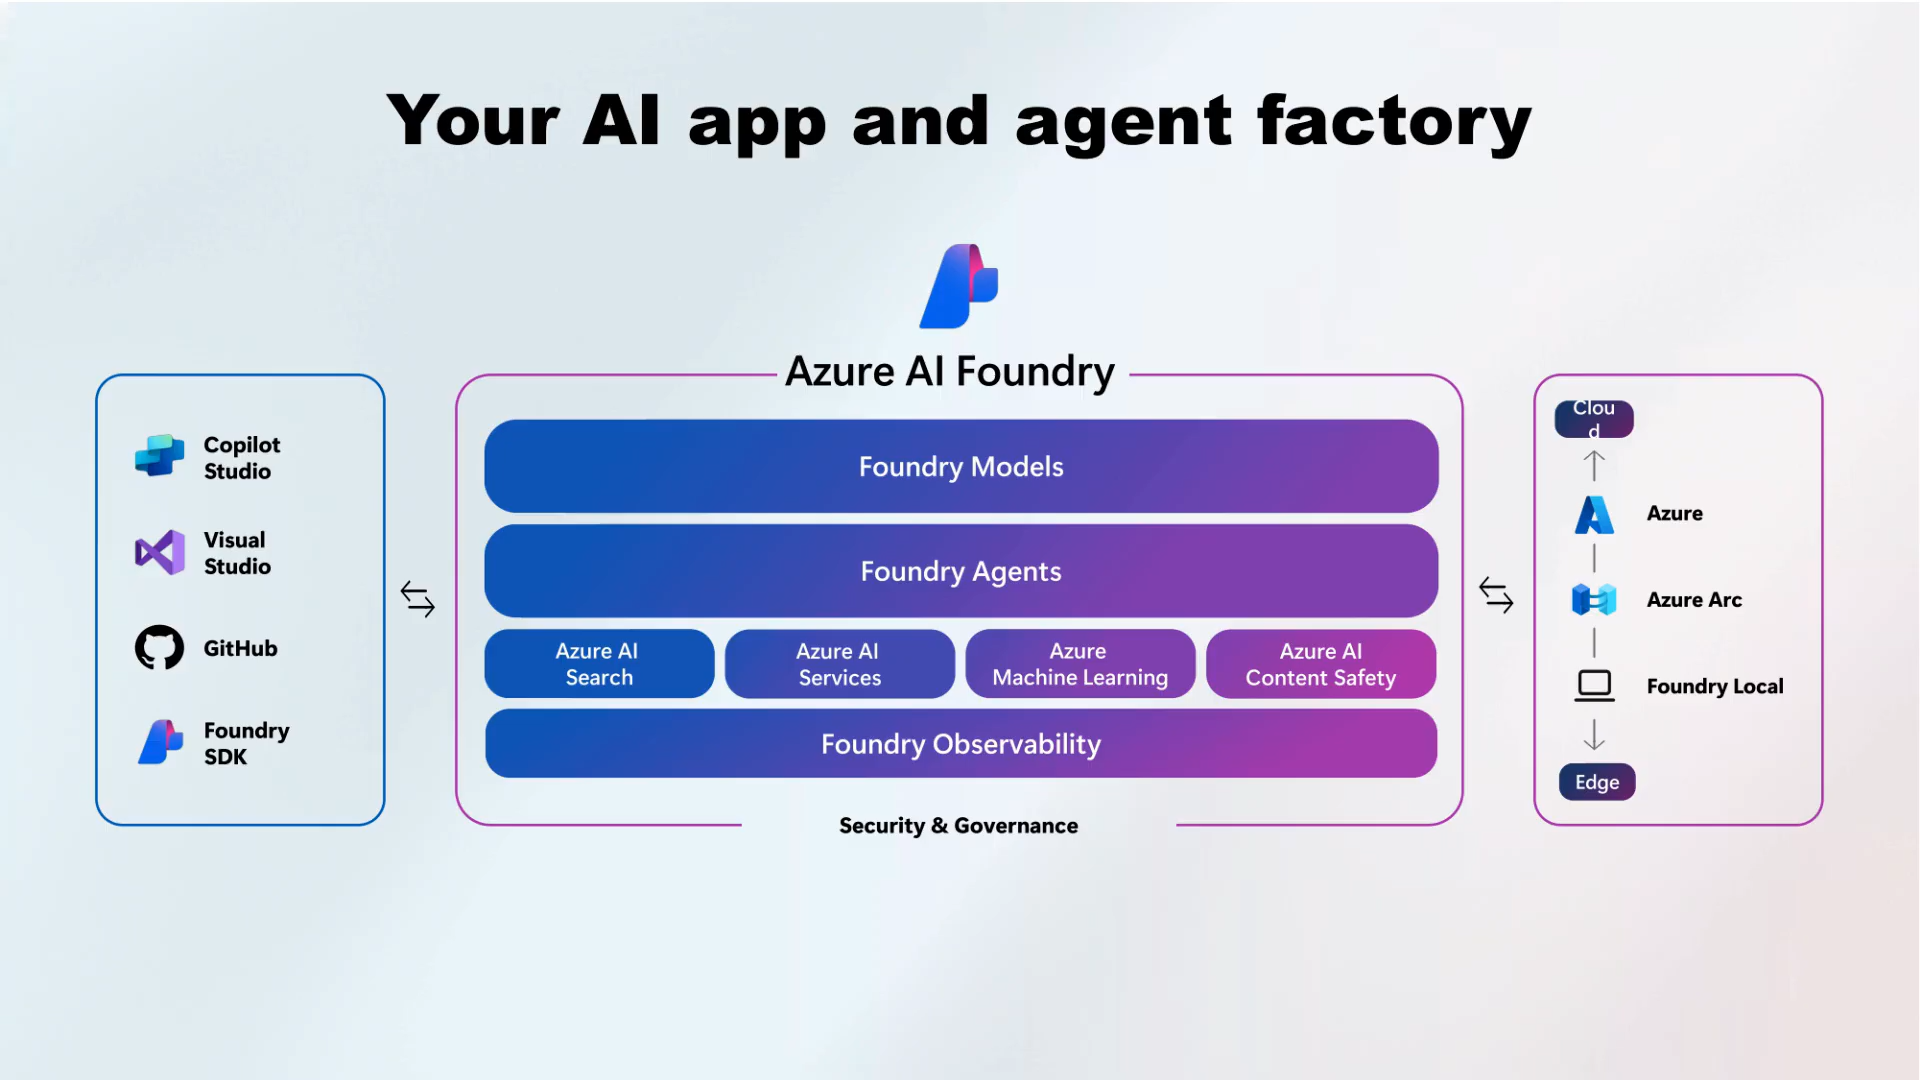 Your AI app and agent factory
Azure AI Foundry
Copilot
Studio
Visual
Studio
GitHub
Foundry
SDK
Foundry Models
Foundry Agents
Azure AI
Search
Azure AI
Services
Azure
Machine Learning
Azure AI
Content Safety
Foundry Observability
Security & Governance
Clou
d
Azure
Azure Arc
Foundry Local
Edge